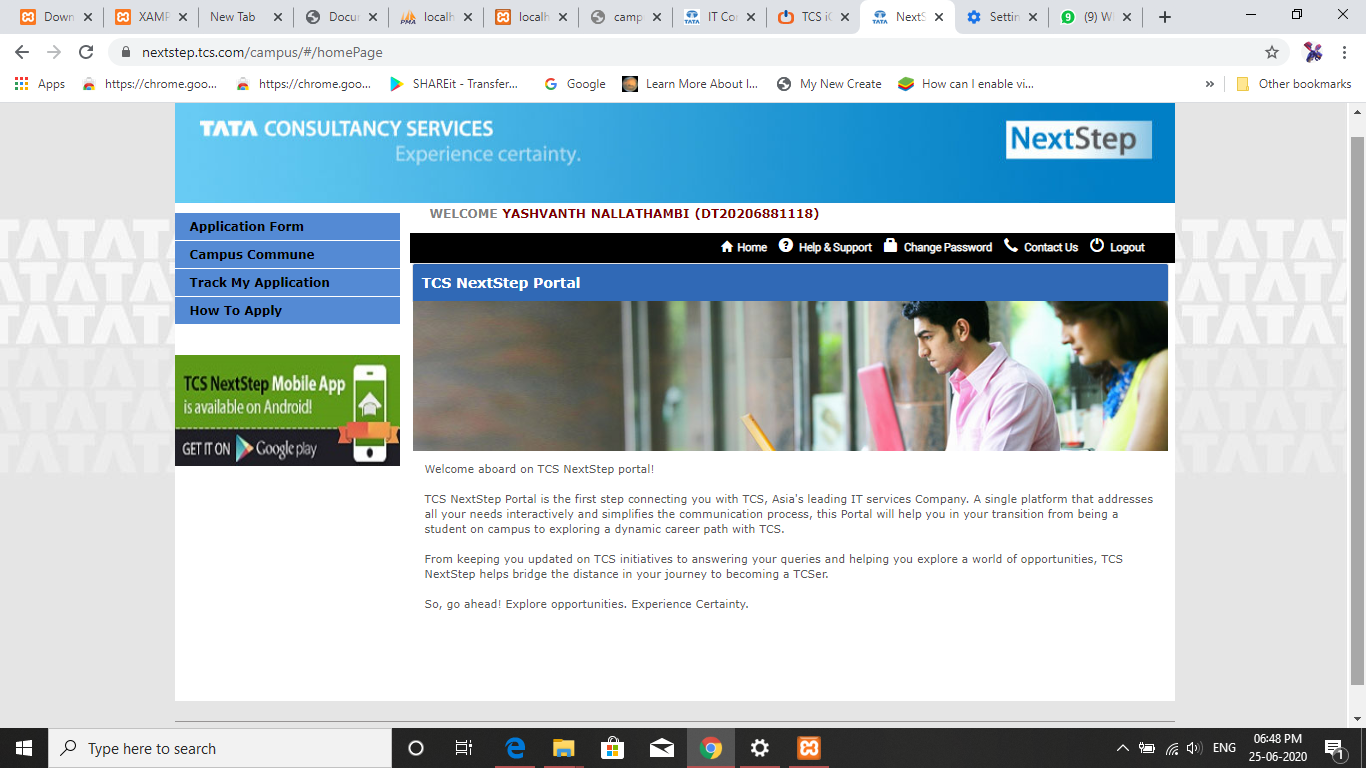 Down
XAMP
New Tab
Docu
localh
localh
camp
IT Co
TCS iC
NextS
Settin
(9) W
nextstep.tcs.com/campus/#/homePage
Apps
https://chrome.goo...
https://chrome.goo...
SHAREit - Transfer...
Google
Learn More About I...
My New Create
How can I enable vi...
»
Other bookmarks
TATA CONSULTANCY SERVICES
Experience certainty.
NextStep
WELCOME YASHVANTH NALLATHAMBI (DT20206881118)
Application Form
Campus Commune
Track My Application
How To Apply
Home
Help & Support
Change Password
Contact Us
Logout
TCS NextStep Portal
TCS NextStep Mobile App
is available on Android!
GET IT ON Google play
Welcome aboard on TCS NextStep portal!
TCS NextStep Portal is the first step connecting you with TCS, Asia's leading IT services Company. A single platform that addresses
all your needs interactively and simplifies the communication process, this Portal will help you in your transition from being a
student on campus to exploring a dynamic career path with TCS.
From keeping you updated on TCS initiatives to answering your queries and helping you explore a world of opportunities, TCS
NextStep helps bridge the distance in your journey to becoming a TCSer.
So, go ahead! Explore opportunities. Experience Certainty.
Type here to search
ENG
06:48 PM
25-06-2020
1